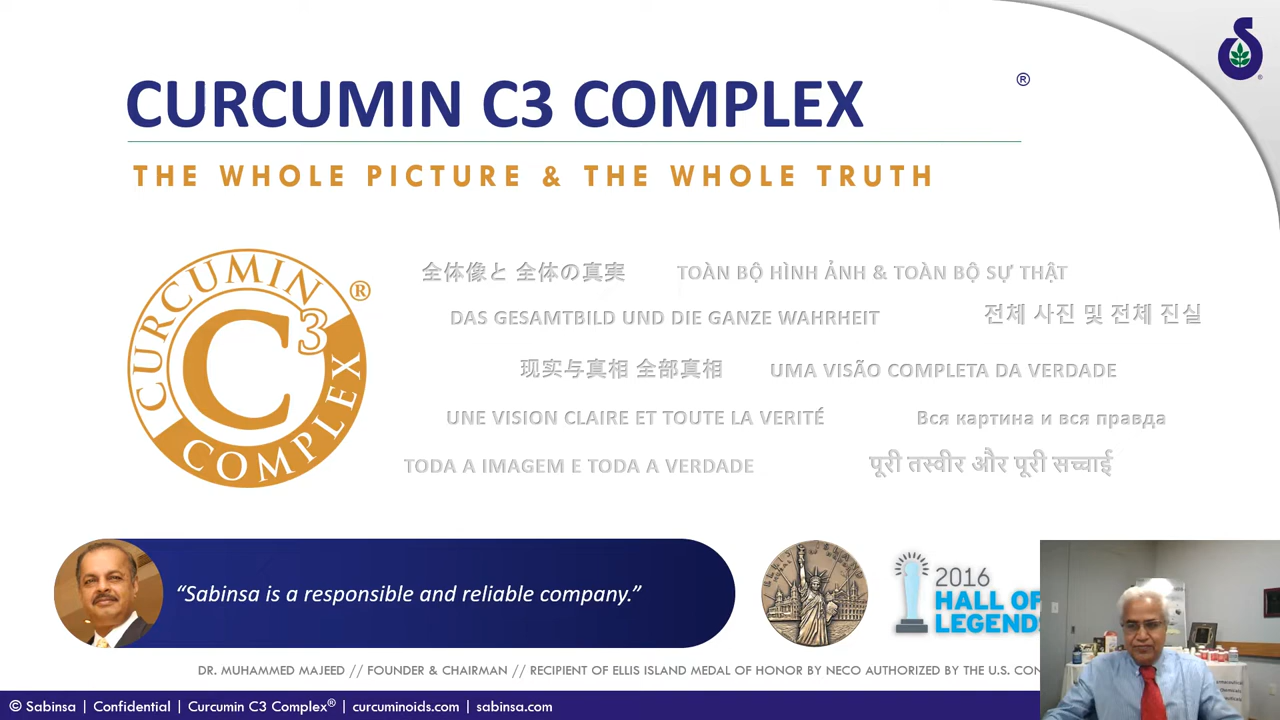 CURCUMIN C3 COMPLEX ®
THE WHOLE PICTURE & THE WHOLE TRUTH
CURCUMIN C3 COMPLEX ®
全体像と 全体の真実
TOÀN BỘ HÌNH ẢNH & TOÀN BỘ SỰ THẬT
DAS GESAMTBILD UND DIE GANZE WAHRHEIT
전체 사진 및 전체 진실
现实与真相 全部真相
UMA VISÃO COMPLETA DA VERDADE
UNE VISION CLAIRE ET TOUTE LA VERITÉ
Вся картина и вся правда
TODA A IMAGEM E TODA A VERDADE
पूरी तस्वीर और पूरी सच्चाई
“Sabinsa is a responsible and reliable company.”
2016
HALL OF
LEGENDS
DR. MUHAMMED MAJEED // FOUNDER & CHAIRMAN // RECIPIENT OF ELLIS ISLAND MEDAL OF HONOR BY NECO AUTHORIZED BY THE U.S. CON
© Sabinsa | Confidential | Curcumin C3 Complex® | curcuminoids.com | sabinsa.com